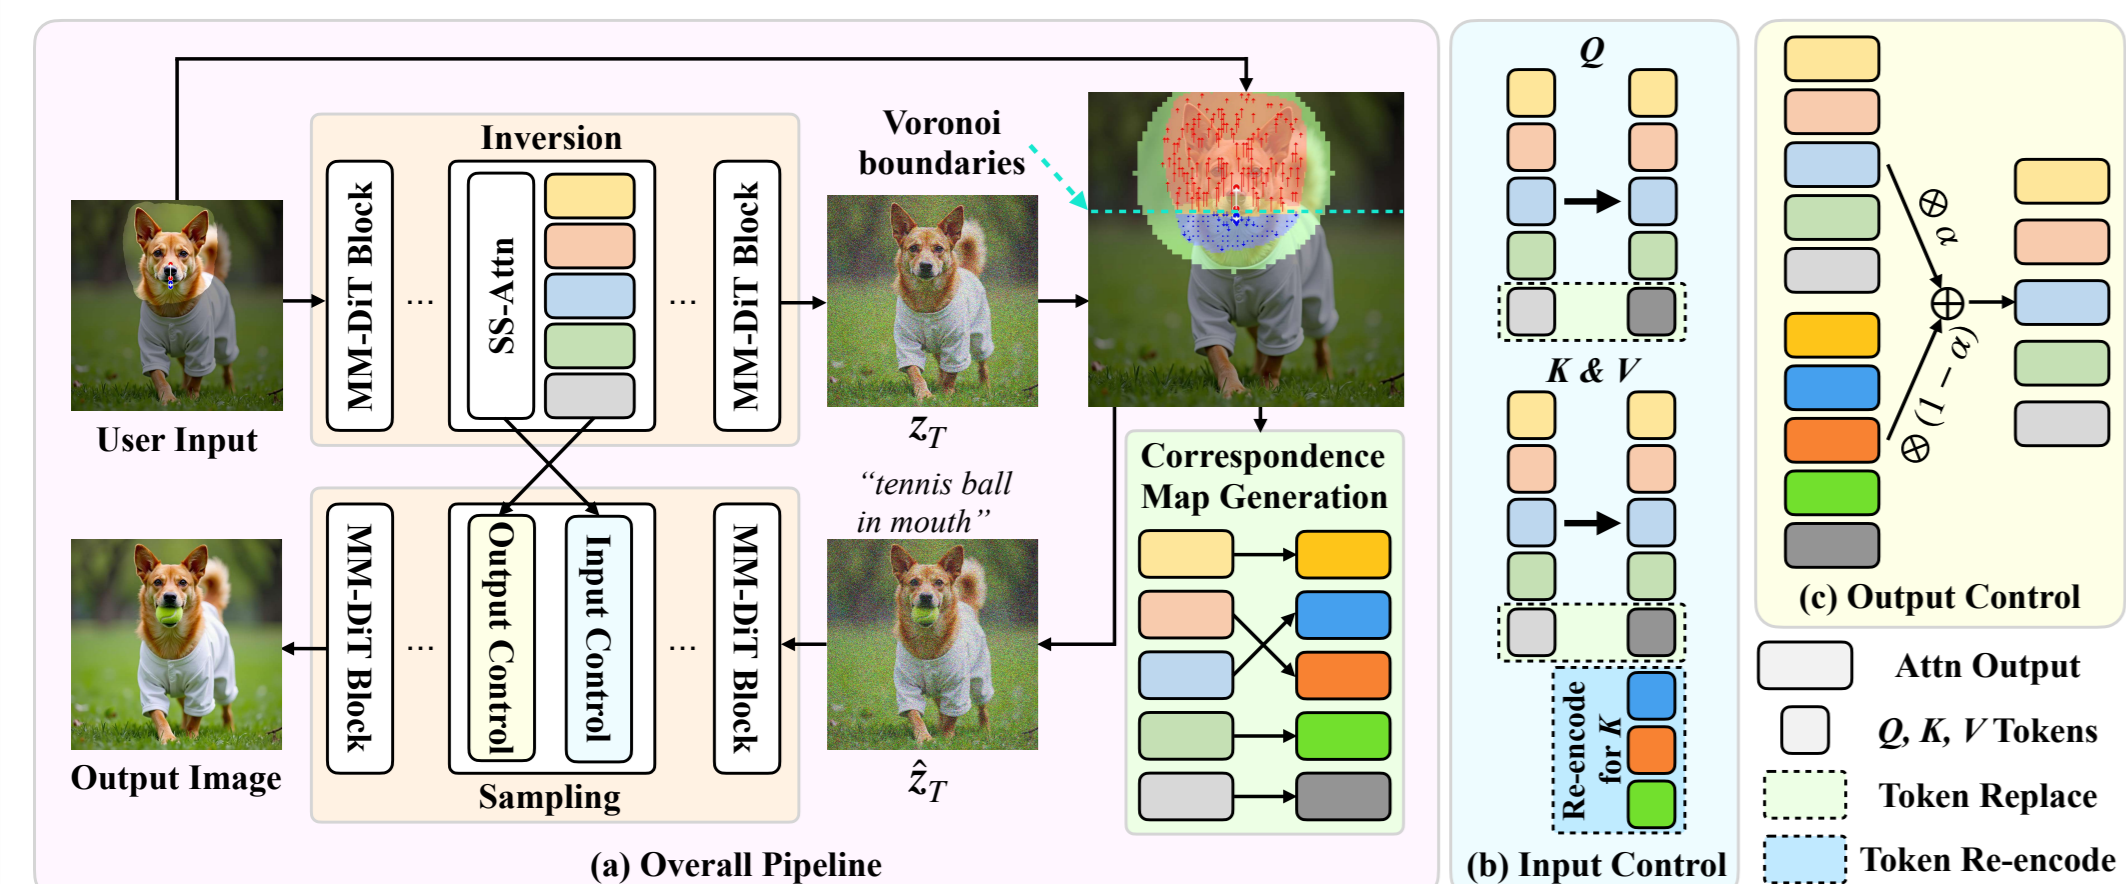 Inversion
MM-DiT Block
...
SS-Attn
...
MM-DiT Block
User Input
z_T
Voronoi
boundaries
“tennis ball
in mouth”
Correspondence
Map Generation
MM-DiT Block
...
Output Control
Input Control
...
MM-DiT Block
Sampling
Output Image
ẑ_T
(a) Overall Pipeline
Q
K & V
Re-encode
for K
(b) Input Control
⊗ α
⊕
⊗ (1 − α)
(c) Output Control
Attn Output
Q, K, V Tokens
Token Replace
Token Re-encode